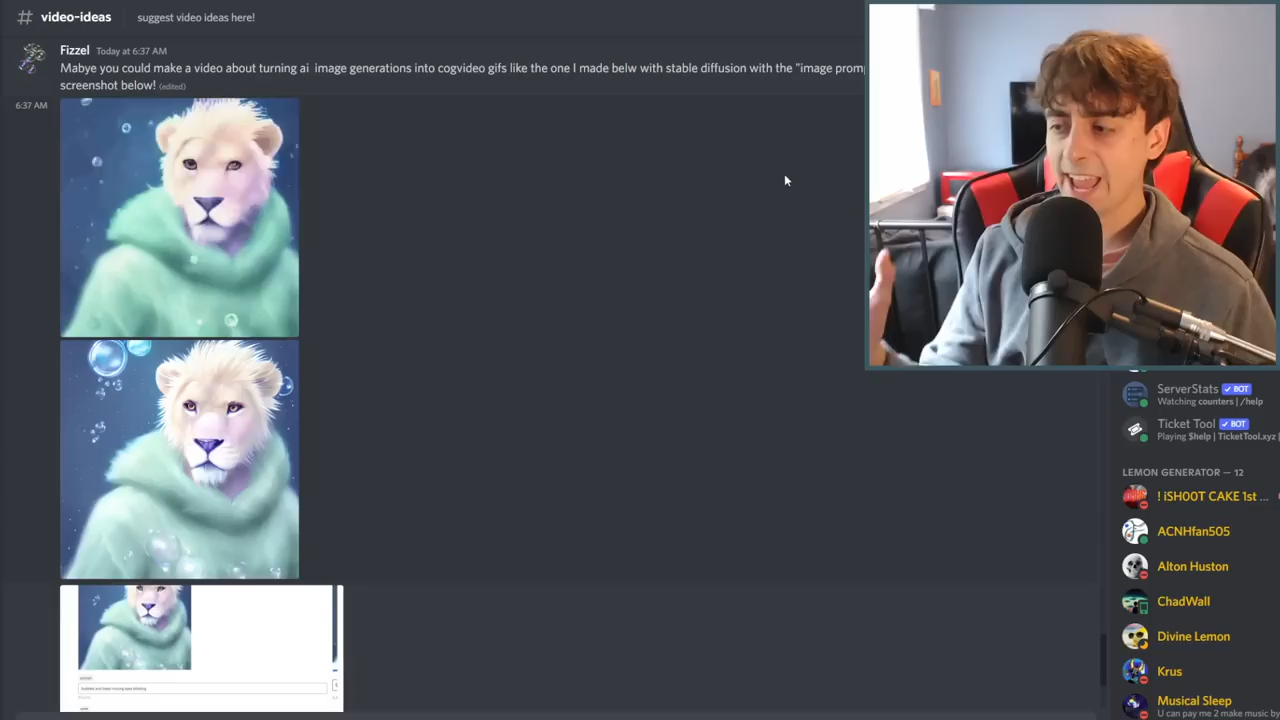 # video-ideas suggest video ideas here!
Fizzel Today at 6:37 AM
Mabye you could make a video about turning ai image generations into cogvideo gifs like the one I made belw with stable diffusion with the "image promp
screenshot below! (edited)
6:37 AM
ServerStats ✓ BOT
Watching counters | /help
Ticket Tool ✓ BOT
Playing $help | TicketTool.xyz |
LEMON GENERATOR — 12
! iSH00T CAKE 1st ...
ACNHfan505
Alton Huston
ChadWall
Divine Lemon
Krus
Musical Sleep
U can pay me 2 make music by